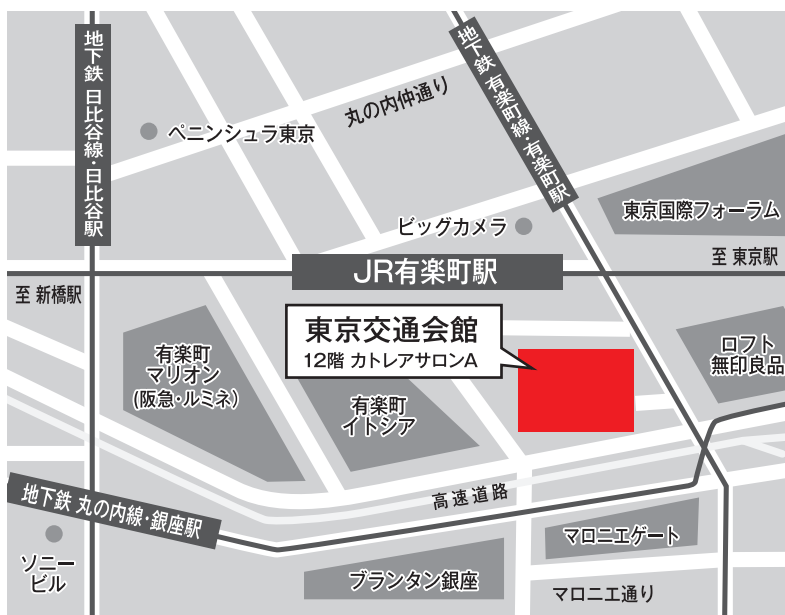 地下鉄 日比谷線・日比谷駅
地下鉄 有楽町線・有楽町駅
丸の内仲通り
ペニンシュラ東京
東京国際フォーラム
ビッグカメラ
至 東京駅
JR有楽町駅
至 新橋駅
東京交通会館
12階 カトレアサロンA
ロフト
無印良品
有楽町
マリオン
(阪急・ルミネ)
有楽町
イトシア
高速道路
地下鉄 丸の内線・銀座駅
マロニエゲート
ソニー
ビル
プランタン銀座
マロニエ通り